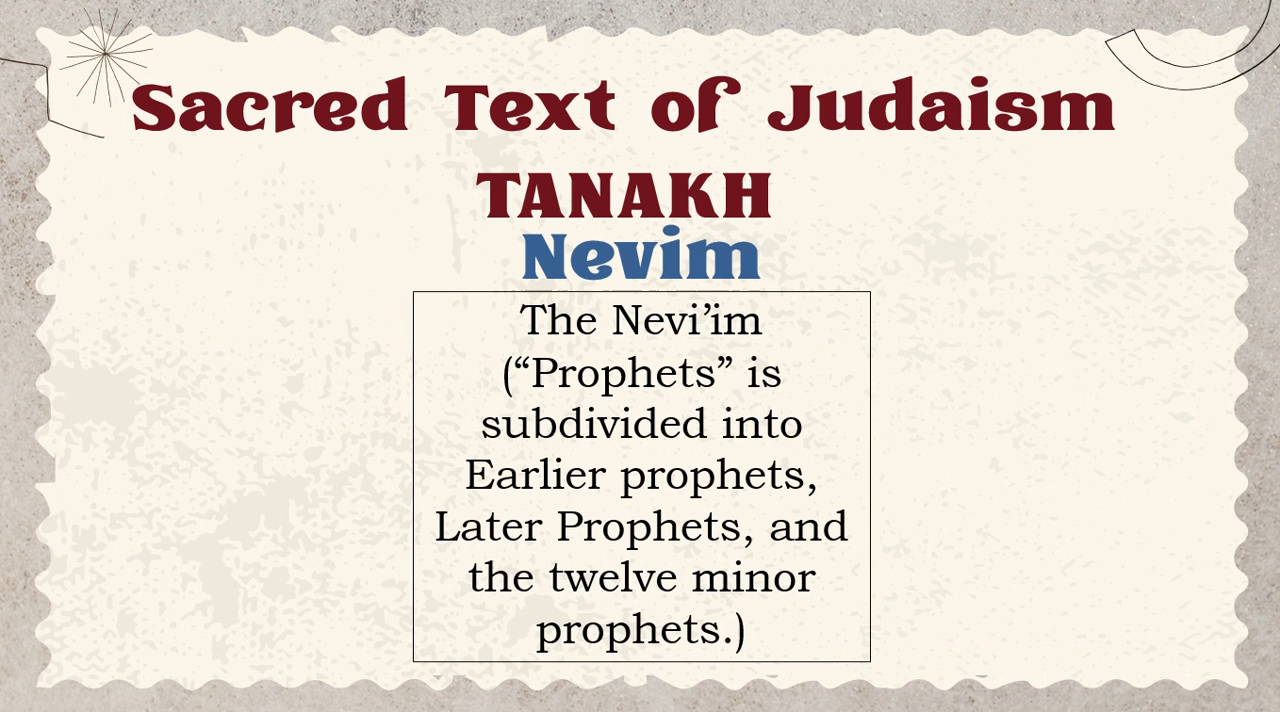 Sacred Text of Judaism
TANAKH
Nevim
The Nevi’im
(“Prophets” is
subdivided into
Earlier prophets,
Later Prophets, and
the twelve minor
prophets.)